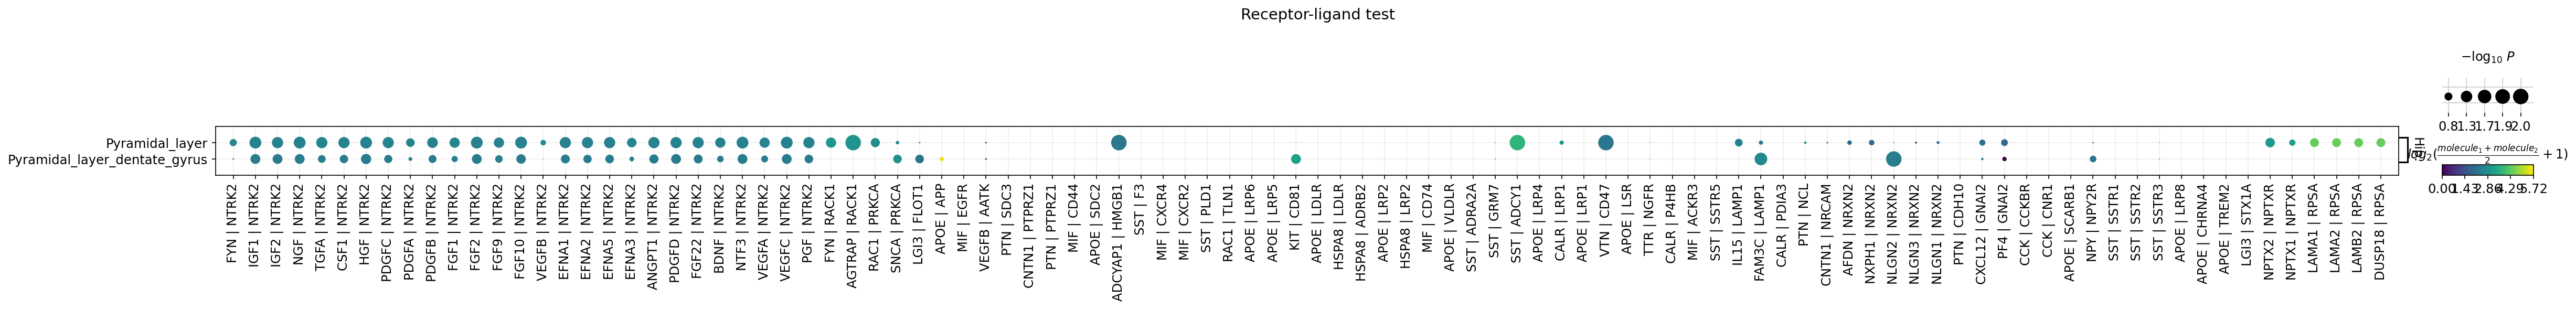 Receptor-ligand test
−log₁₀ P
0.8 1.3 1.7 1.9 2.0
Pyramidal_layer
Pyramidal_layer_dentate_gyrus
0.00 1.43 2.86 4.29 5.72
FYN | NTRK2
IGF1 | NTRK2
IGF2 | NTRK2
NGF | NTRK2
TGFA | NTRK2
CSF1 | NTRK2
HGF | NTRK2
PDGFC | NTRK2
PDGFA | NTRK2
PDGFB | NTRK2
FGF1 | NTRK2
FGF2 | NTRK2
FGF9 | NTRK2
FGF10 | NTRK2
VEGFB | NTRK2
EFNA1 | NTRK2
EFNA2 | NTRK2
EFNA5 | NTRK2
EFNA3 | NTRK2
ANGPT1 | NTRK2
PDGFD | NTRK2
FGF22 | NTRK2
BDNF | NTRK2
NTF3 | NTRK2
VEGFA | NTRK2
VEGFC | NTRK2
PGF | NTRK2
FYN | RACK1
AGTRAP | RACK1
RAC1 | PRKCA
SNCA | PRKCA
LGI3 | FLOT1
APOE | APP
MIF | EGFR
VEGFB | AATK
PTN | SDC3
CNTN1 | PTPRZ1
PTN | PTPRZ1
MIF | CD44
APOE | SDC2
ADCYAP1 | HMGB1
SST | F3
MIF | CXCR4
MIF | CXCR2
SST | PLD1
RAC1 | TLN1
APOE | LRP6
APOE | LRP5
KIT | CD81
APOE | LDLR
HSPA8 | LDLR
HSPA8 | ADRB2
APOE | LRP2
HSPA8 | LRP2
MIF | CD74
APOE | VLDLR
SST | ADRA2A
SST | GRM7
SST | ADCY1
APOE | LRP4
CALR | LRP1
APOE | LRP1
VTN | CD47
APOE | LSR
TTR | NGFR
CALR | P4HB
MIF | ACKR3
SST | SSTR5
IL15 | LAMP1
FAM3C | LAMP1
CALR | PDIA3
PTN | NCL
CNTN1 | NRCAM
AFDN | NRXN2
NXPH1 | NRXN2
NLGN2 | NRXN2
NLGN3 | NRXN2
NLGN1 | NRXN2
PTN | CDH10
CXCL12 | GNAI2
PF4 | GNAI2
CCK | CCKBR
CCK | CNR1
APOE | SCARB1
NPY | NPY2R
SST | SSTR1
SST | SSTR2
SST | SSTR3
APOE | LRP8
APOE | CHRNA4
APOE | TREM2
LGI3 | STX1A
NPTX2 | NPTXR
NPTX1 | NPTXR
LAMA1 | RPSA
LAMA2 | RPSA
LAMB2 | RPSA
DUSP18 | RPSA